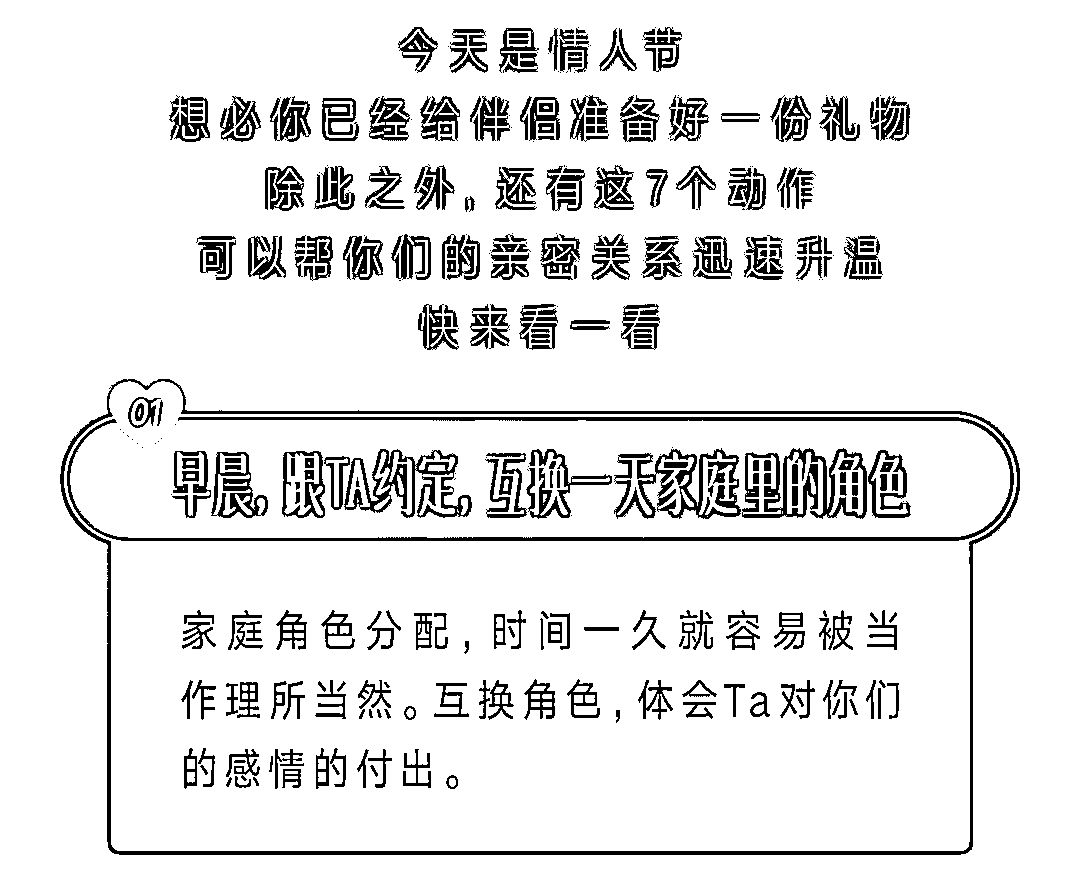 今天是情人节
想必你已经给伴侣准备好一份礼物
除此之外，还有这7个动作
可以帮你们的亲密关系迅速升温
快来看一看
01
早晨，跟TA约定，互换一天家庭里的角色
家庭角色分配，时间一久就容易被当
作理所当然。互换角色，体会Ta对你们
的感情的付出。